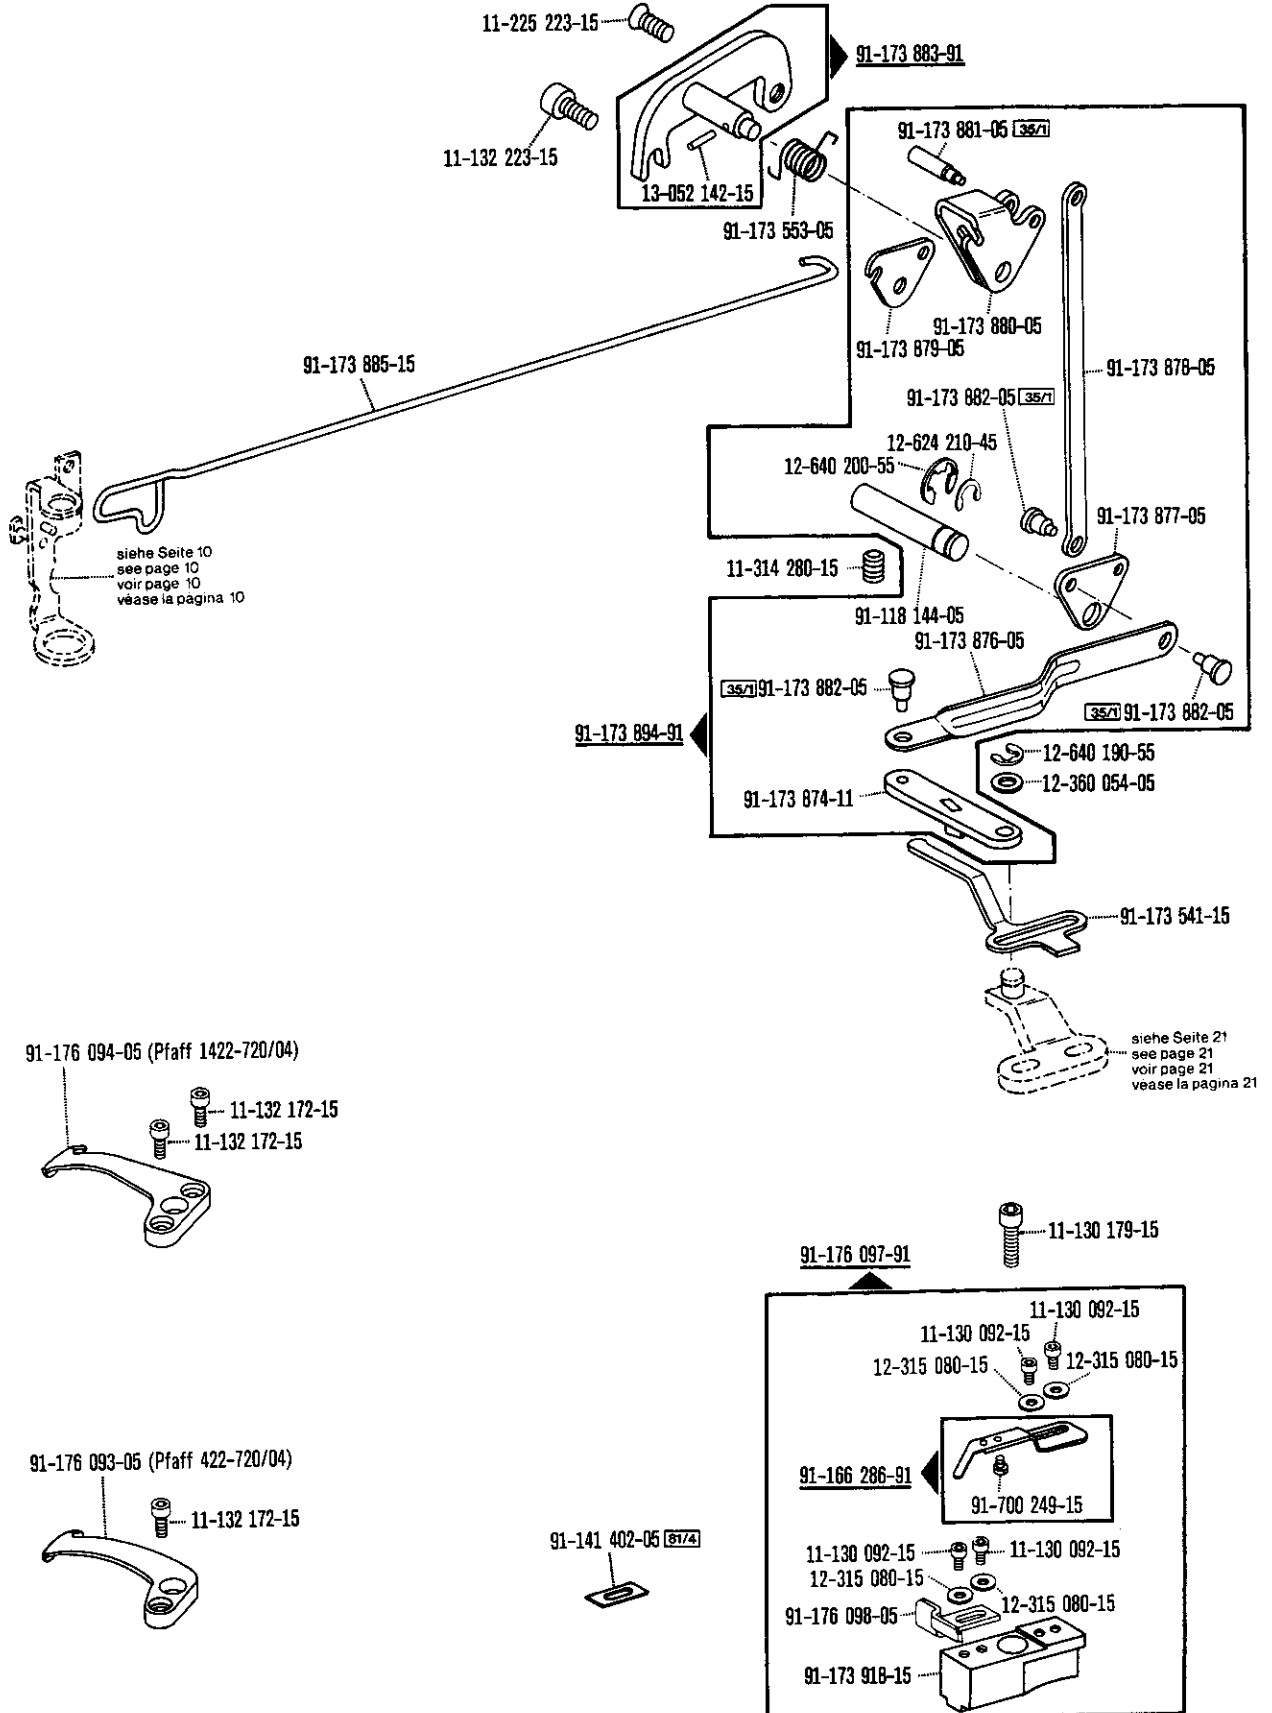 11-225 223-15
91-173 883-91
11-132 223-15
13-052 142-15
91-173 553-05
91-173 881-05 35/1
91-173 880-05
91-173 879-05
91-173 885-15
91-173 878-05
91-173 882-05 35/1
12-624 210-45
12-640 200-55
91-173 877-05
siehe Seite 10
see page 10
voir page 10
véase la página 10
11-314 280-15
91-118 144-05
91-173 876-05
35/1 91-173 882-05
35/1 91-173 882-05
91-173 894-91
12-640 190-55
12-360 054-05
91-173 874-11
91-173 541-15
siehe Seite 21
see page 21
voir page 21
véase la pagina 21
91-176 094-05 (Pfaff 1422-720/04)
11-132 172-15
11-132 172-15
11-130 179-15
91-176 097-91
11-130 092-15
11-130 092-15
12-315 080-15
12-315 080-15
91-166 286-91
91-700 249-15
91-176 093-05 (Pfaff 422-720/04)
11-132 172-15
91-141 402-05 81/4
11-130 092-15
11-130 092-15
12-315 080-15
12-315 080-15
91-176 098-05
91-173 918-15